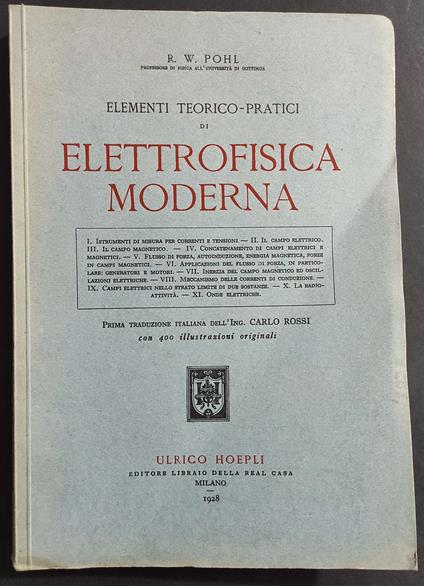 R. W. POHL
PROFESSORE DI FISICA ALL'UNIVERSITÀ DI GOTTINGA
ELEMENTI TEORICO-PRATICI
DI
ELETTROFISICA
MODERNA
I. ISTRUMENTI DI MISURA PER CORRENTI E TENSIONI — II. IL CAMPO ELETTRICO.
III. IL CAMPO MAGNETICO. — IV. CONCATENAMENTO DI CAMPI ELETTRICI E
MAGNETICI. — V. FLUSSO DI FORZA, AUTOINDUZIONE, ENERGIA MAGNETICA, FORZE
IN CAMPI MAGNETICI. — VI. APPLICAZIONI DEL FLUSSO DI FORZA, IN PARTICO-
LARE: GENERATORI E MOTORI. — VII. INERZIA DEL CAMPO MAGNETICO ED OSCIL-
LAZIONI ELETTRICHE. — VIII. MECCANISMO DELLE CORRENTI DI CONDUZIONE. —
IX. CAMPI ELETTRICI NELLO STRATO LIMITE DI DUE SOSTANZE. — X. LA RADIO-
ATTIVITÀ. — XI. ONDE ELETTRICHE.
PRIMA TRADUZIONE ITALIANA DELL'ING. CARLO ROSSI
con 400 illustrazioni originali
ULRICO HOEPLI
EDITORE LIBRAIO DELLA REAL CASA
MILANO
—
1928